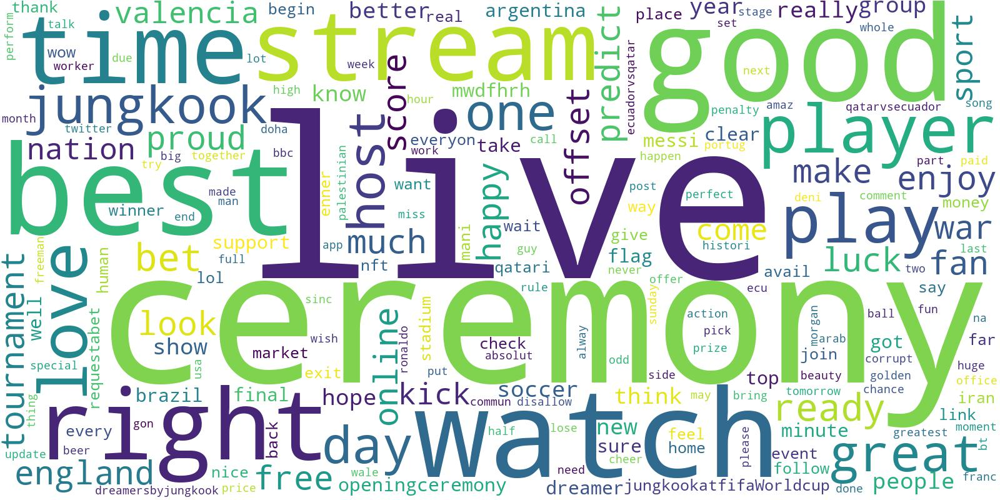 thank
begin
better
real
argentina
place
year
stage
really
group
perform
talk
valencia
set
whole
time
stream
good
sport
wow
worker
due
lot
week
score
predict
ecuadorvsqatar
next
jungkook
high
know
hour
mwdfhrh
one
offset
penalty
amaz
qatarvsecuador
song
month
twitter
doha
host
player
proud
everyon
take
call
messi
clear
portug
nation
big
together
bbc
work
happen
try
part
paid
best
live
palestinian
enner
want
happy
post
perfect
make
enjoy
made
man
winner
end
miss
way
deni
comment
money
play
war
mani
wait
come
support
app
much
give
histori
last
tournament
freeman
love
human
bet
full
nft
guy
qatari
flag
never
luck
two
fan
lol
offer
avail
ceremony
well
rule
ecu
say
sinc
stadium
sunday
look
requestabet
online
ronaldo
action
ball
fun
na
show
wish
check
alway
pick
morgan
arab
got
far
market
absolut
prize
join
corrupt
special
usa
exit
put
odd
side
top
beauty
golden
huge
office
right
brazil
final
hope
kick
commun
soccer
disallow
think
may
bring
tomorrow
chance
iran
thing
watch
ready
link
every
gon
back
day
half
lose
new
feel
minute
greatest
moment
update
beer
sure
home
please
event
great
bt
cheer
england
nice
free
wale
need
follow
people
franc
dreamersbyjungkook
price
openingceremony
dreamer
jungkookatfifaWorldcup
done